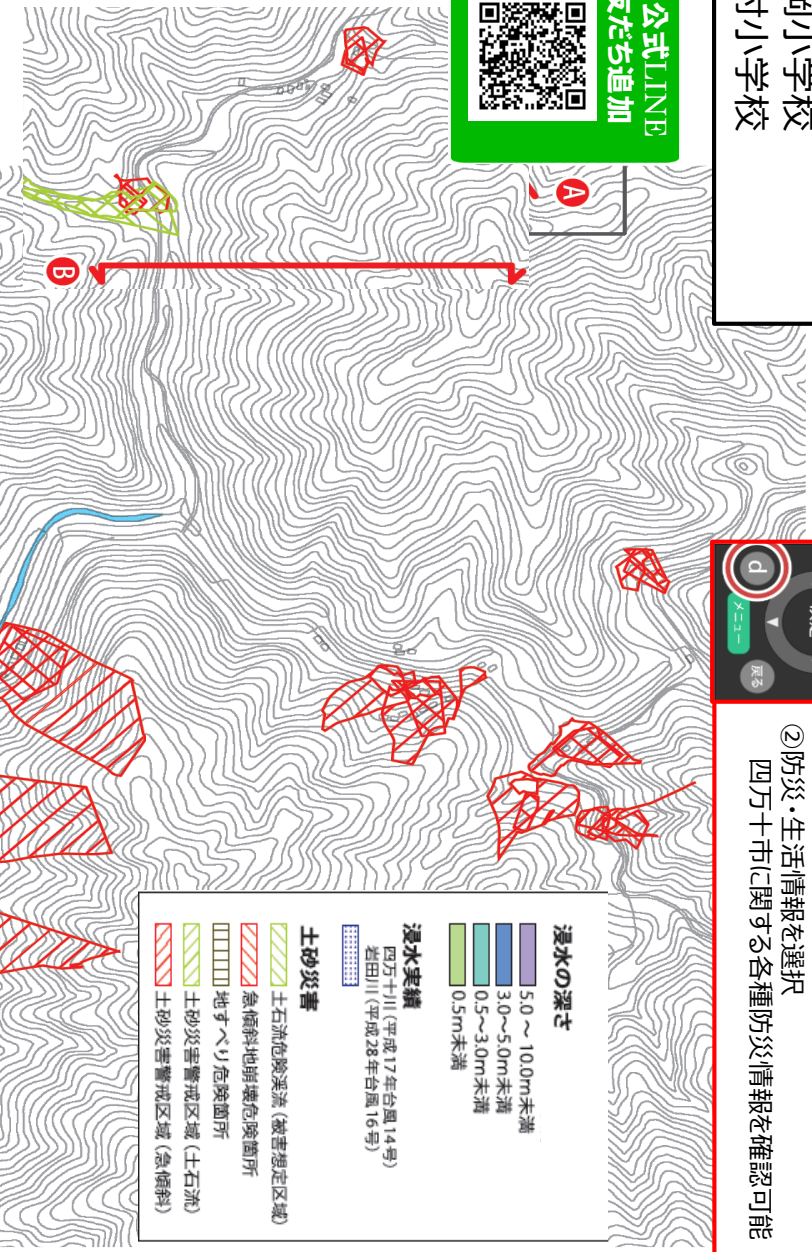 小学校
村小学校
公式LINE
友だち追加
A
B
d
メニュー
戻る
②防災・生活情報を選択
四万十市に関する各種防災情報を確認可能
浸水の深さ
5.0 ～ 10.0m未満
3.0～5.0m未満
0.5～3.0m未満
0.5m未満
浸水実績
四万十川(平成17年台風14号)
岩田川(平成28年台風16号)
土砂災害
土石流危険渓流(被害想定区域)
急傾斜地崩壊危険箇所
地すべり危険箇所
土砂災害警戒区域(土石流)
土砂災害警戒区域(急傾斜)